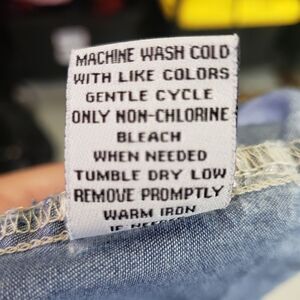 MACHINE WASH COLD
WITH LIKE COLORS
GENTLE CYCLE
ONLY NON-CHLORINE
BLEACH
WHEN NEEDED
TUMBLE DRY LOW
REMOVE PROMPTLY
WARM IRON
IF